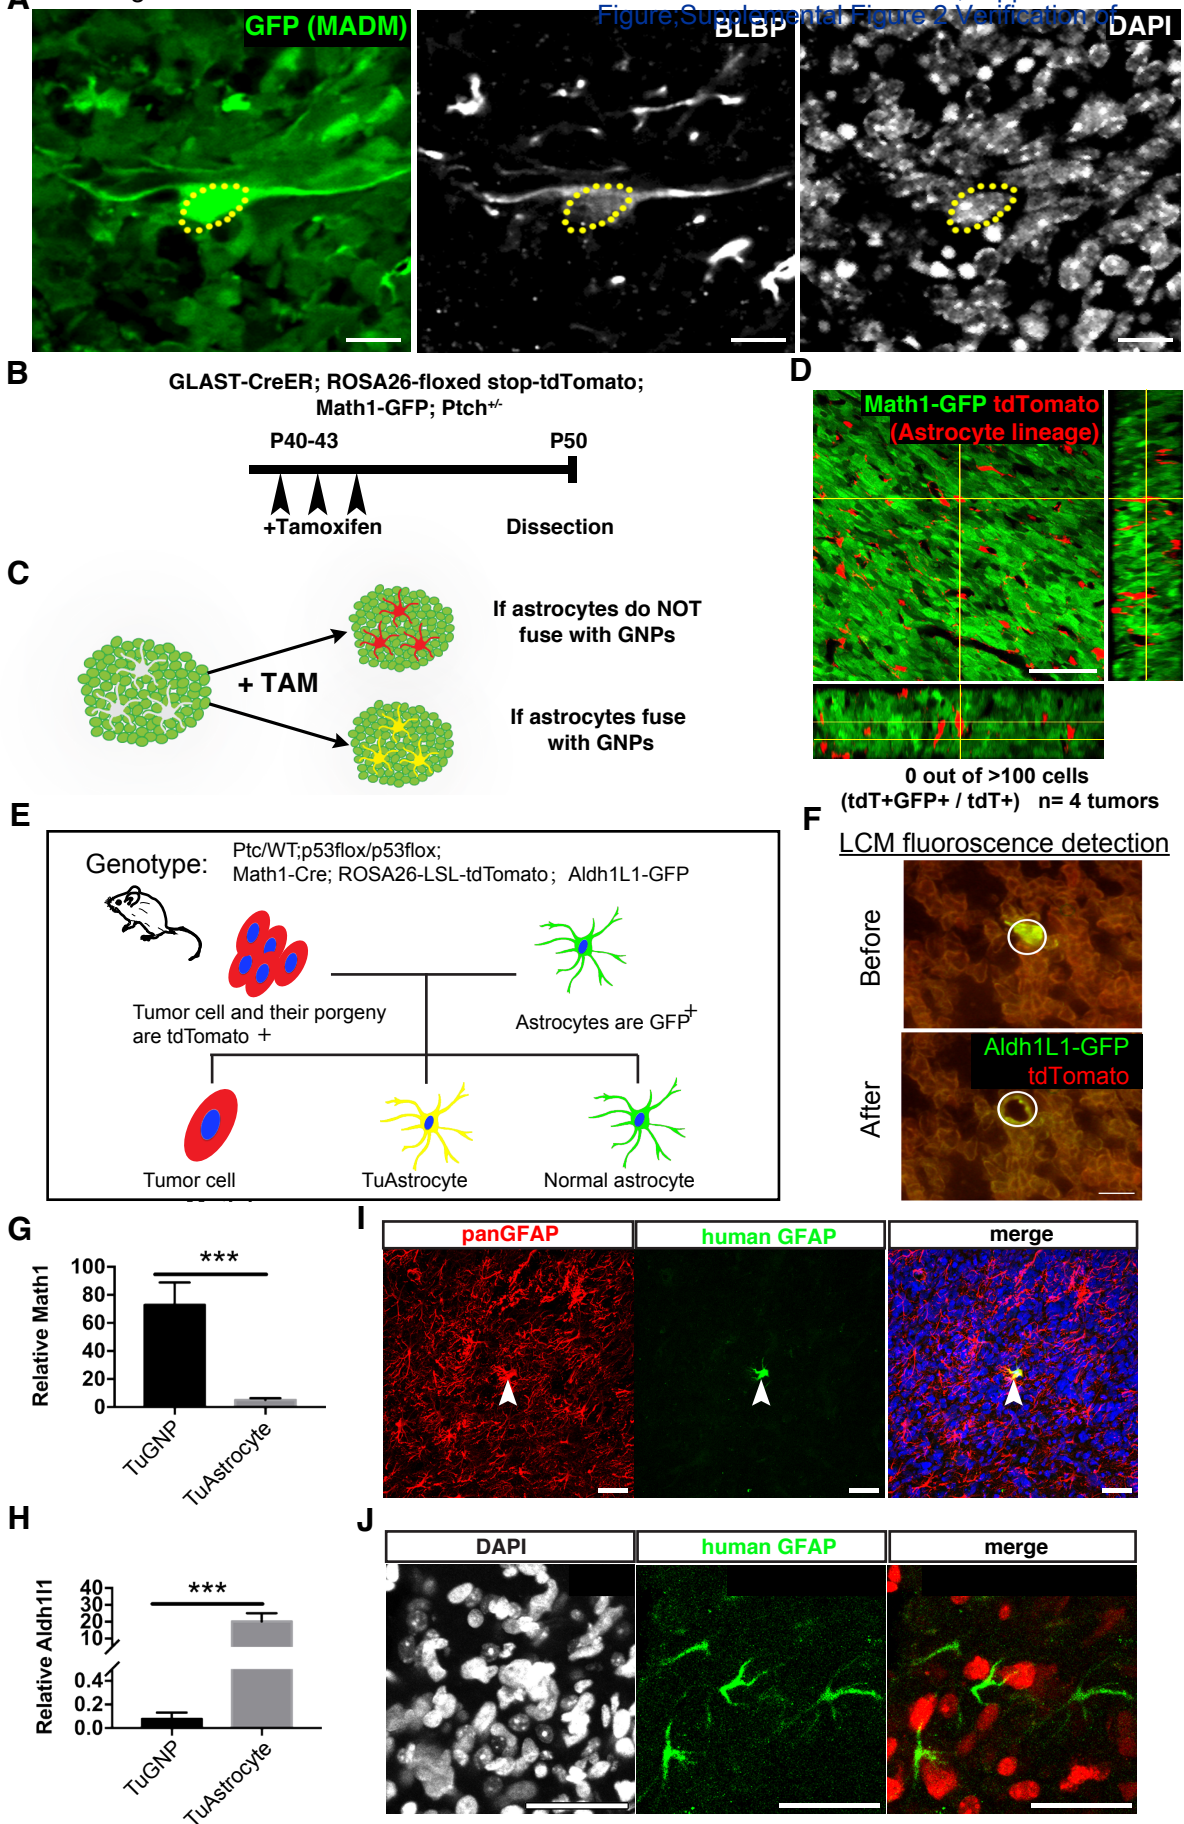 Figure;Supplemental Figure 2 Verification of
A
GFP (MADM)
BLBP
DAPI
B
GLAST-CreER; ROSA26-floxed stop-tdTomato;
Math1-GFP; Ptch+/-
P40-43
P50
+Tamoxifen
Dissection
C
+ TAM
If astrocytes do NOT
fuse with GNPs
If astrocytes fuse
with GNPs
D
Math1-GFP tdTomato
(Astrocyte lineage)
0 out of >100 cells
(tdT+GFP+ / tdT+) n= 4 tumors
E
Genotype:
Ptc/WT;p53flox/p53flox;
Math1-Cre; ROSA26-LSL-tdTomato; Aldh1L1-GFP
Tumor cell and their porgeny
are tdTomato +
Astrocytes are GFP+
Tumor cell
TuAstrocyte
Normal astrocyte
F
LCM fluoroscence detection
Before
After
Aldh1L1-GFP
tdTomato
G
Relative Math1
100
80
60
40
20
0
***
TuGNP
TuAstrocyte
H
Relative Aldh1l1
40
30
20
10
0.4
0.2
0.0
***
TuGNP
TuAstrocyte
I
panGFAP
human GFAP
merge
J
DAPI
human GFAP
merge